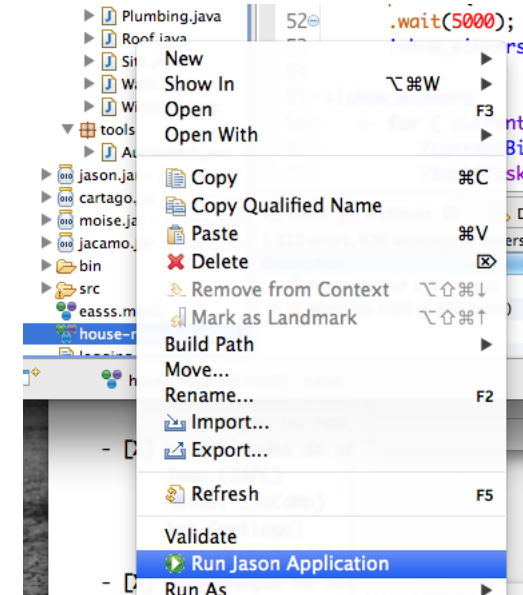 Plumbing.java
Roof.java
tools
jason.ja
cartago.
moise.ja
jacamo.
bin
src
easss.m
house-
52
.wait(5000);
New
Show In ⌥⌘W
Open F3
Open With
Copy ⌘C
Copy Qualified Name
Paste ⌘V
Delete
Remove from Context ⌥⇧⌘↓
Mark as Landmark ⌥⇧⌘↑
Build Path
Move...
Rename... F2
Import...
Export...
Refresh F5
Validate
Run Jason Application
Run As